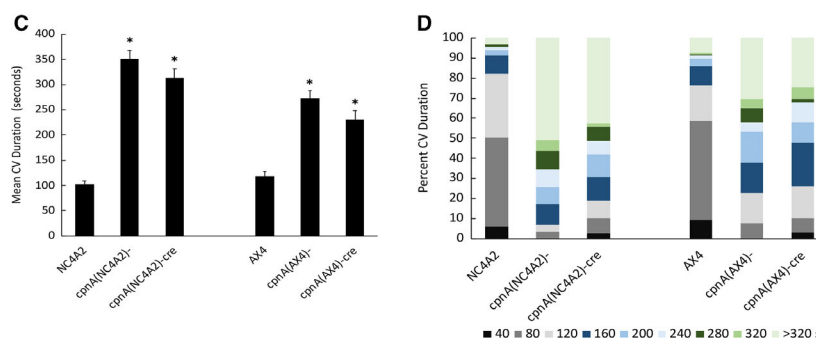 C
Mean CV Duration (seconds)
400
350
300
250
200
150
100
50
0
*
*
*
*
NC4A2
cpnA(NC4A2)-
cpnA(NC4A2)-cre
AX4
cpnA(AX4)-
cpnA(AX4)-cre
D
Percent CV Duration
100
90
80
70
60
50
40
30
20
10
0
NC4A2
cpnA(NC4A2)-
cpnA(NC4A2)-cre
AX4
cpnA(AX4)-
cpnA(AX4)-cre
40 80 120 160 200 240 280 320 >320